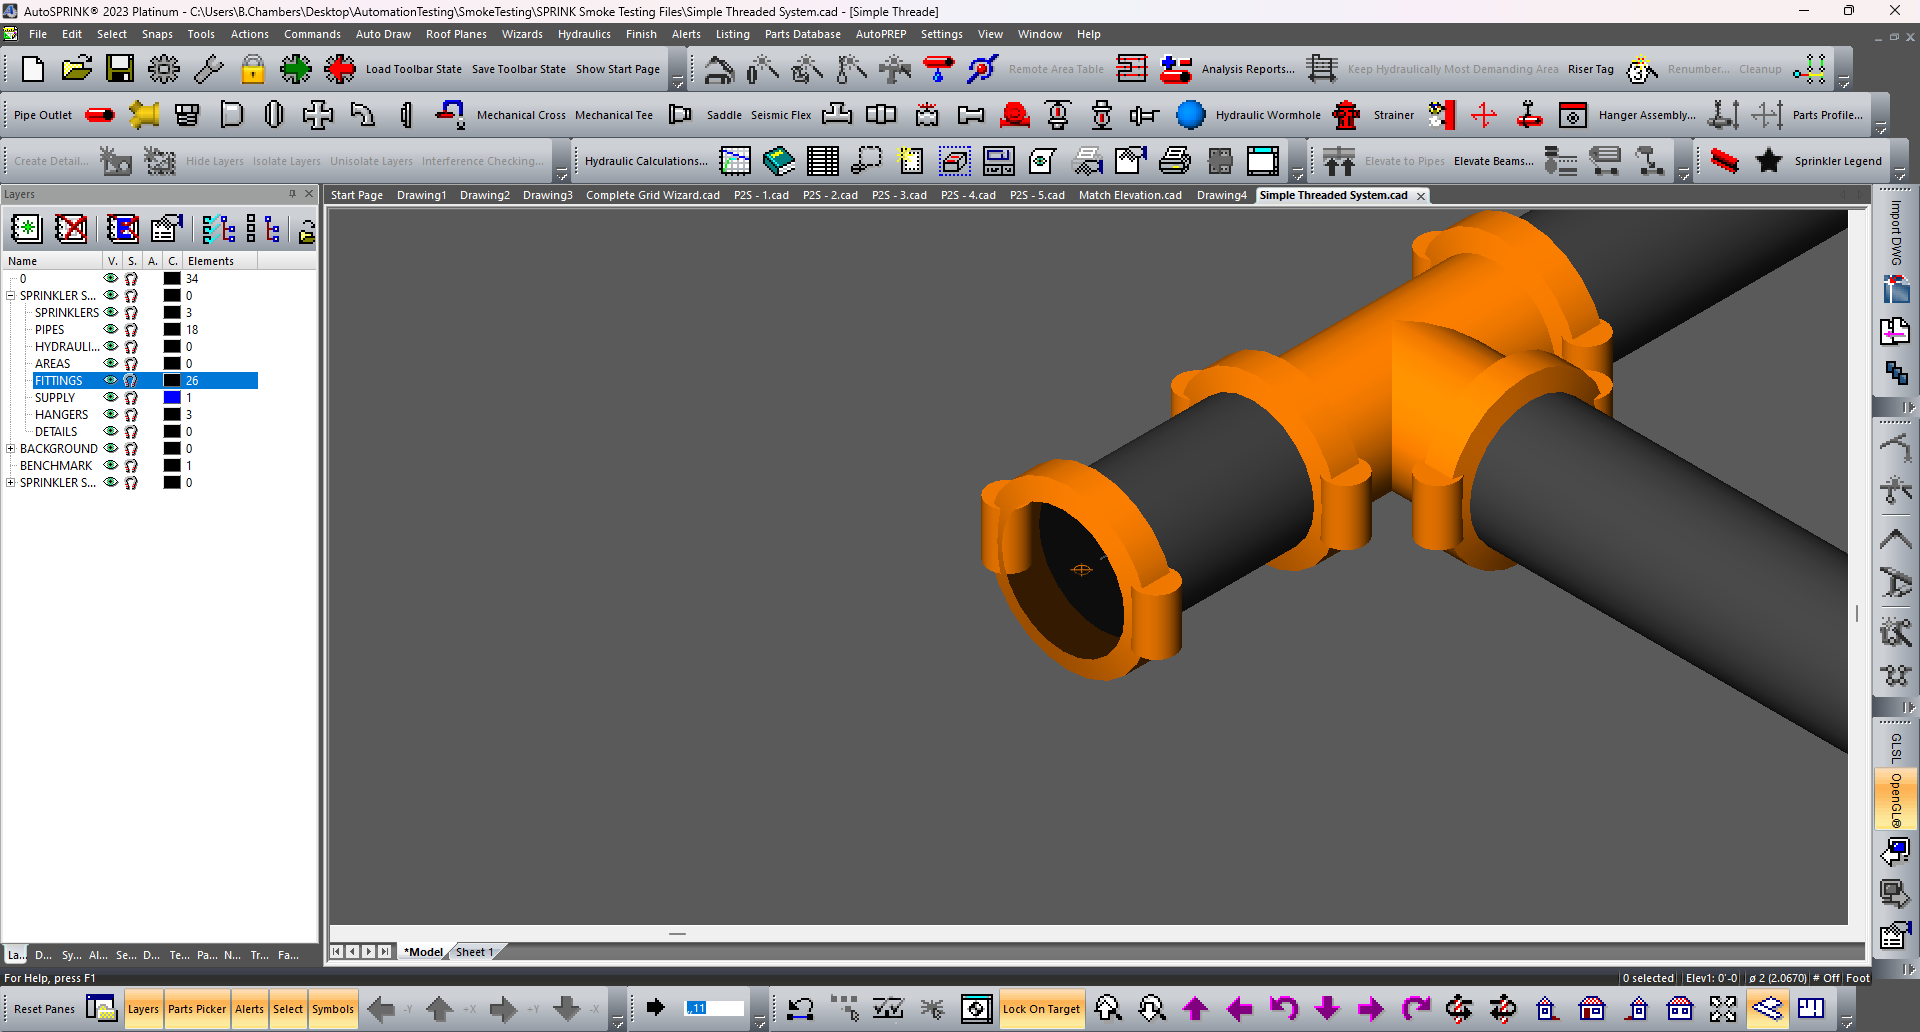 AutoSPRINK® 2023 Platinum - C:\Users\B.Chambers\Desktop\AutomationTesting\SmokeTesting\SPRINK Smoke Testing Files\Simple Threaded System.cad - [Simple Threade]
File Edit Select Snaps Tools Actions Commands Auto Draw Roof Planes Wizards Hydraulics Finish Alerts Listing Parts Database AutoPREP Settings View Window Help
Load Toolbar State Save Toolbar State Show Start Page Remote Area Table Analysis Reports... Keep Hydraulically Most Demanding Area Riser Tag Renumber... Cleanup
Pipe Outlet Mechanical Cross Mechanical Tee Saddle Seismic Flex Hydraulic Wormhole Strainer Hanger Assembly... Parts Profile...
Create Detail... Hide Layers Isolate Layers Unisolate Layers Interference Checking... Hydraulic Calculations... Elevate to Pipes Elevate Beams... Sprinkler Legend
Layers
Start Page Drawing1 Drawing2 Drawing3 Complete Grid Wizard.cad P2S - 1.cad P2S - 2.cad P2S - 3.cad P2S - 4.cad P2S - 5.cad Match Elevation.cad Drawing4 Simple Threaded System.cad
Import DWG
Name V. S. A. C. Elements
0 34
SPRINKLER S... 0
SPRINKLERS 3
PIPES 18
HYDRAULI... 0
AREAS 0
FITTINGS 26
SUPPLY 1
HANGERS 3
DETAILS 0
BACKGROUND 0
BENCHMARK 1
SPRINKLER S... 0
GLSL
OpenGL®
La... D... Sy... Al... Se... D... Te... Pa... N... Tr... Fa...
*Model Sheet 1
For Help, press F1
0 selected Elev1: 0'-0 ø 2 (2.0670) # Off Foot
Reset Panes Layers Parts Picker Alerts Select Symbols -Y +X +Y -X ,,11 Lock On Target